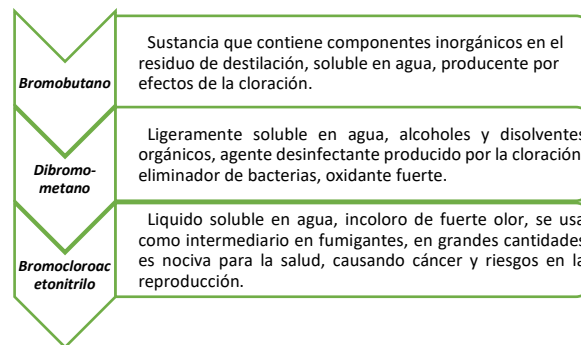 Bromobutano
Sustancia que contiene componentes inorgánicos en el
residuo de destilación, soluble en agua, producente por
efectos de la cloración.
Dibromo-
metano
Ligeramente soluble en agua, alcoholes y disolventes
orgánicos, agente desinfectante producido por la cloración
eliminador de bacterias, oxidante fuerte.
Bromocloroac
etonitrilo
Liquido soluble en agua, incoloro de fuerte olor, se usa
como intermediario en fumigantes, en grandes cantidades
es nociva para la salud, causando cáncer y riesgos en la
reproducción.